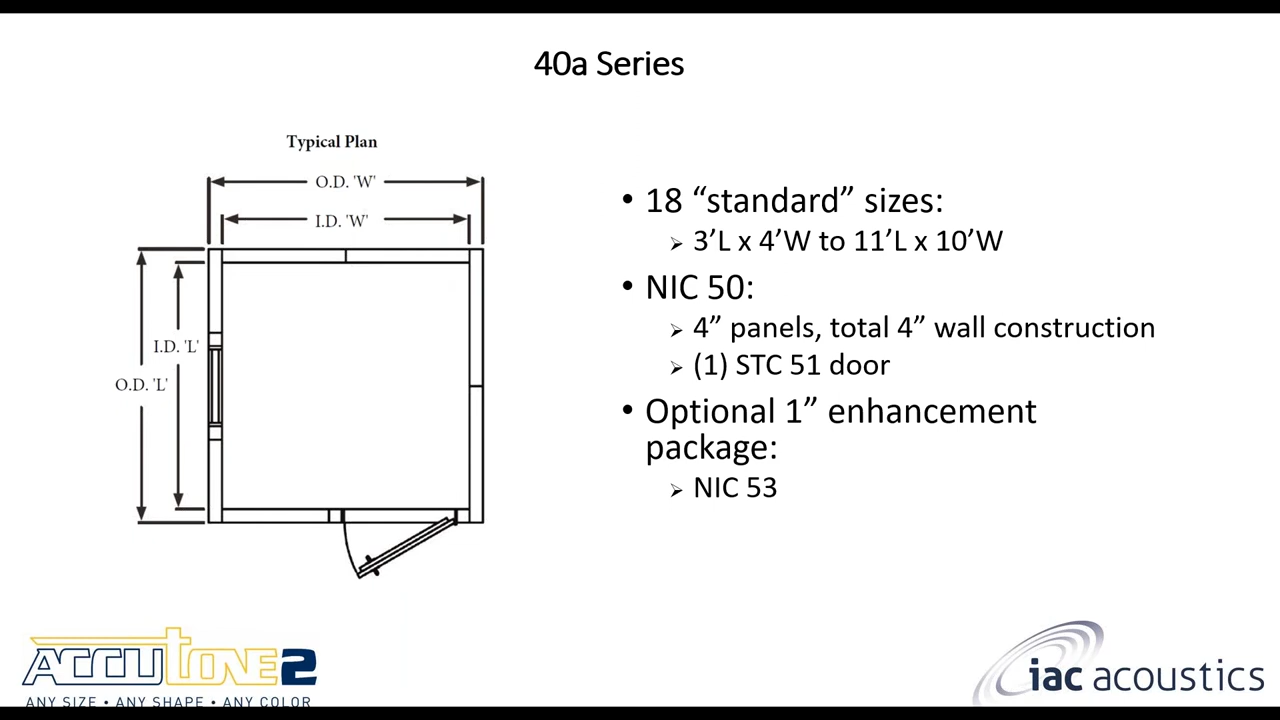 40a Series
Typical Plan
O.D. 'W'
I.D. 'W'
I.D. 'L'
O.D. 'L'
• 18 “standard” sizes:
➢ 3’L x 4’W to 11’L x 10’W
• NIC 50:
➢ 4” panels, total 4” wall construction
➢ (1) STC 51 door
• Optional 1” enhancement
package:
➢ NIC 53
ACCUTONE2
ANY SIZE • ANY SHAPE • ANY COLOR
iac acoustics